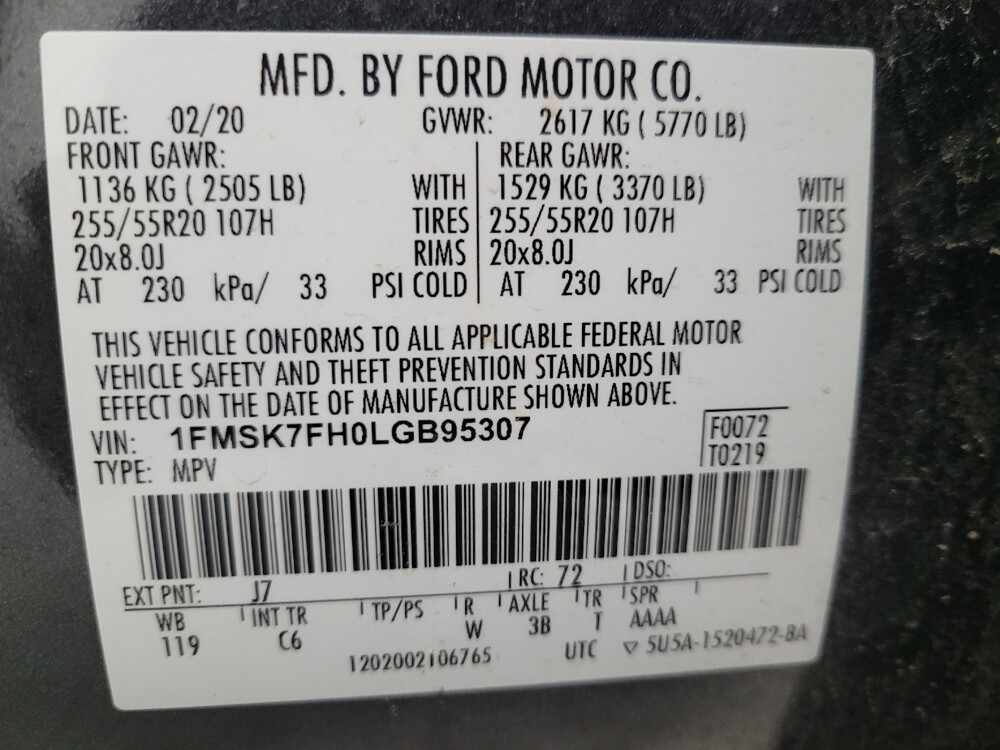 MFD. BY FORD MOTOR CO.
DATE: 02/20 GVWR: 2617 KG ( 5770 LB)
FRONT GAWR: REAR GAWR:
1136 KG ( 2505 LB) WITH 1529 KG ( 3370 LB) WITH
255/55R20 107H TIRES 255/55R20 107H TIRES
20x8.0J RIMS 20x8.0J RIMS
AT 230 kPa/ 33 PSI COLD AT 230 kPa/ 33 PSI COLD
THIS VEHICLE CONFORMS TO ALL APPLICABLE FEDERAL MOTOR
VEHICLE SAFETY AND THEFT PREVENTION STANDARDS IN
EFFECT ON THE DATE OF MANUFACTURE SHOWN ABOVE.
VIN: 1FMSK7FH0LGB95307 F0072
TYPE: MPV T0219
EXT PNT: J7 RC: 72 DSO:
WB INT TR TP/PS R AXLE TR SPR
119 C6 W 3B T AAAA
1202002106765 UTC ▽ 5U5A-1520472-BA